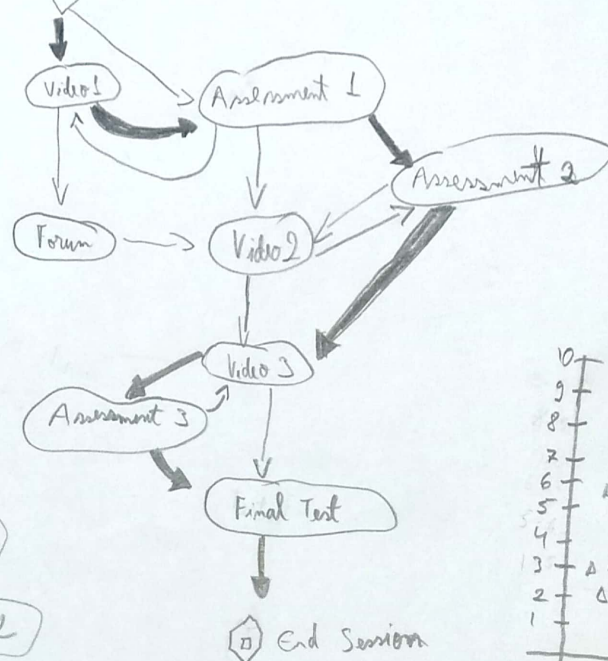 Video 1
Assessment 1
Assessment 2
Forum
Video 2
Video 3
Assessment 3
Final Test
End Session
10
9
8
7
6
5
4
3
2
1